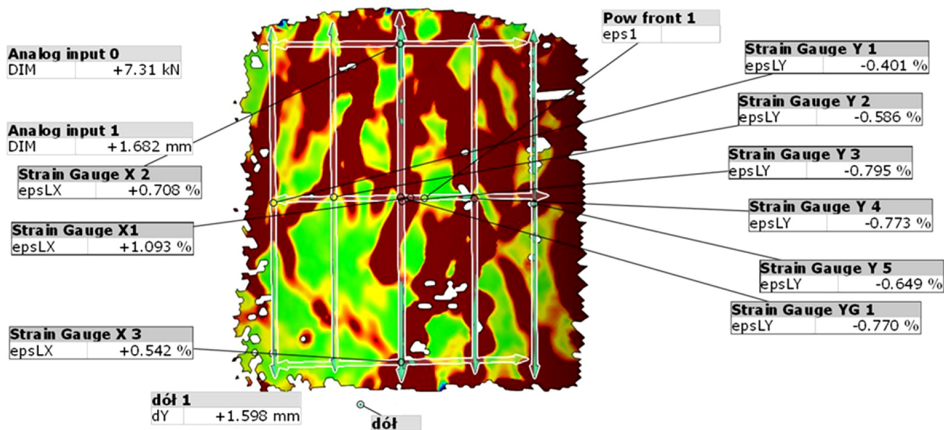 Analog input 0
DIM +7.31 kN
Analog input 1
DIM +1.682 mm
Strain Gauge X 2
epsLX +0.708 %
Strain Gauge X1
epsLX +1.093 %
Strain Gauge X 3
epsLX +0.542 %
dół 1
dY +1.598 mm
dół
Pow front 1
eps1
Strain Gauge Y 1
epsLY -0.401 %
Strain Gauge Y 2
epsLY -0.586 %
Strain Gauge Y 3
epsLY -0.795 %
Strain Gauge Y 4
epsLY -0.773 %
Strain Gauge Y 5
epsLY -0.649 %
Strain Gauge YG 1
epsLY -0.770 %